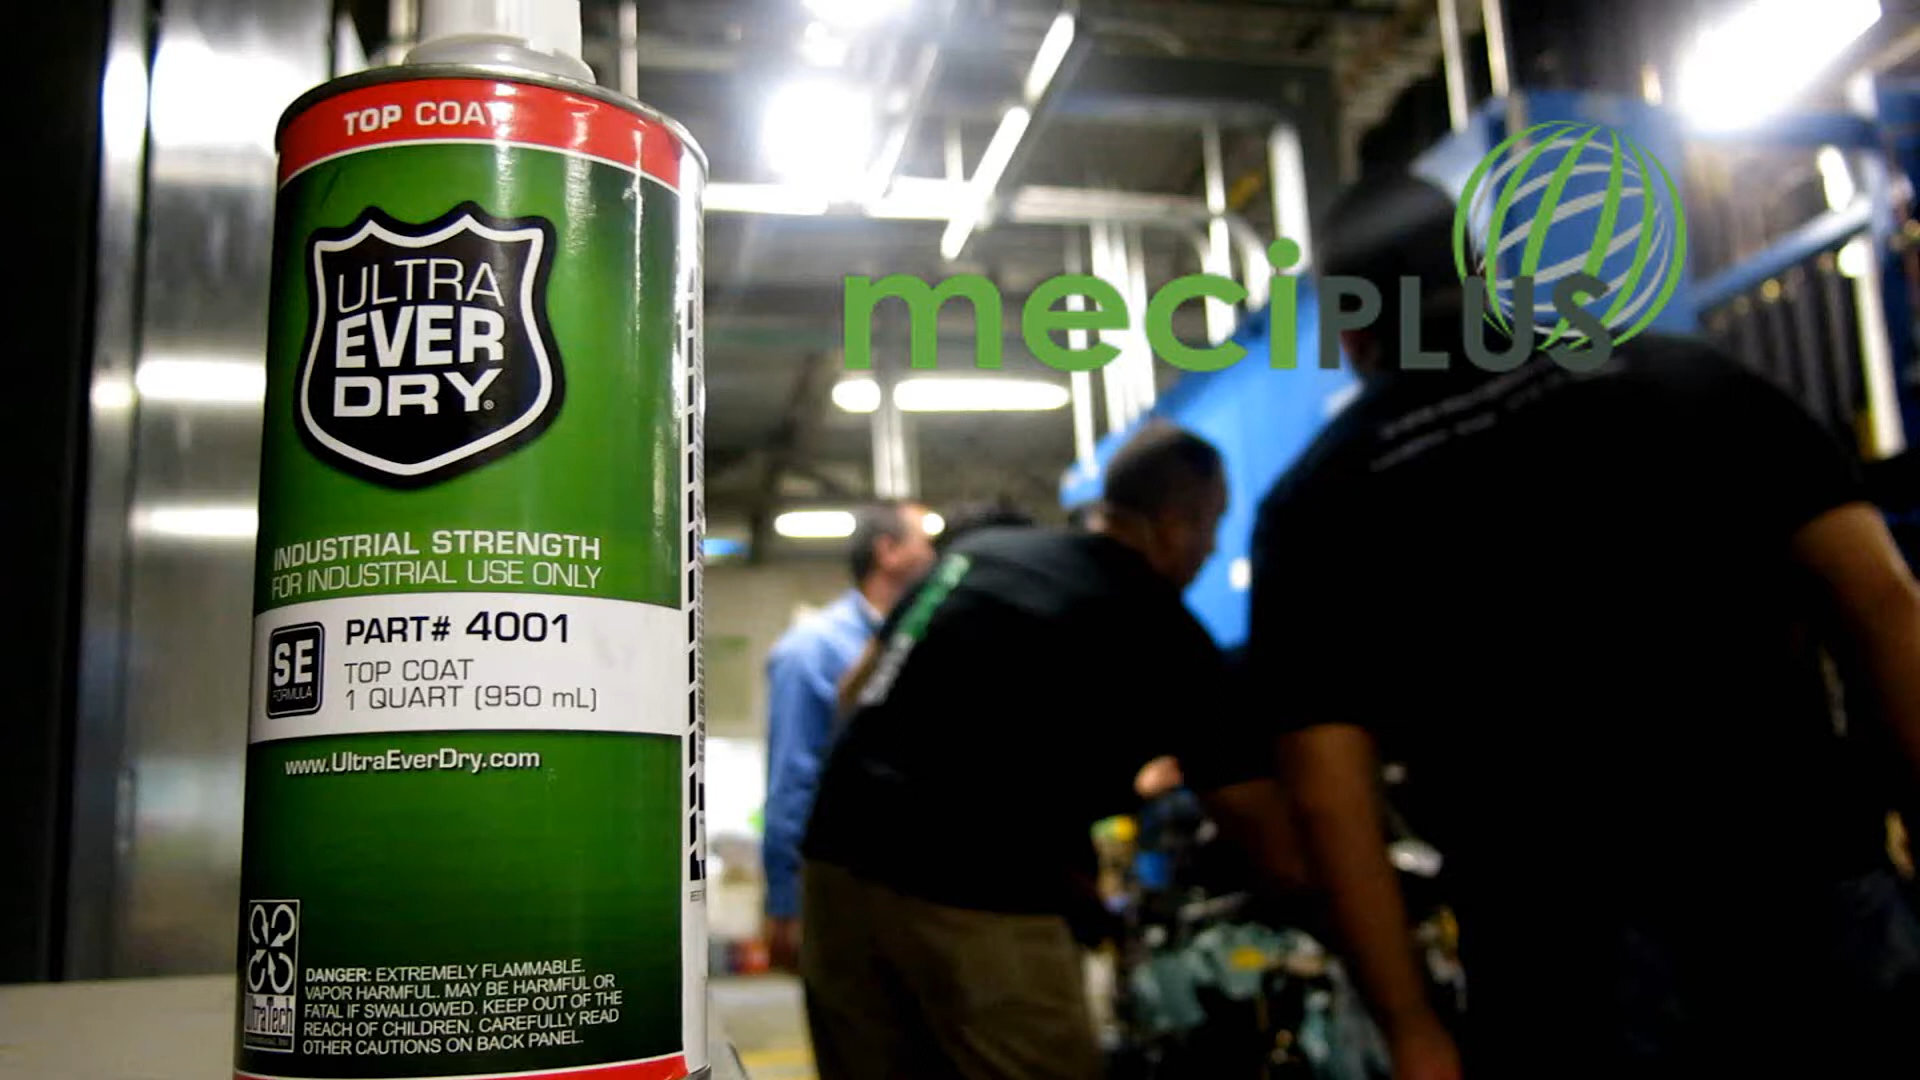 TOP COAT
ULTRA
EVER
DRY®
INDUSTRIAL STRENGTH
FOR INDUSTRIAL USE ONLY
SE
FORMULA
PART# 4001
TOP COAT
1 QUART (950 mL)
www.UltraEverDry.com
UltraTech
DANGER: EXTREMELY FLAMMABLE.
VAPOR HARMFUL. MAY BE HARMFUL OR
FATAL IF SWALLOWED. KEEP OUT OF THE
REACH OF CHILDREN. CAREFULLY READ
OTHER CAUTIONS ON BACK PANEL.
meciPLUS